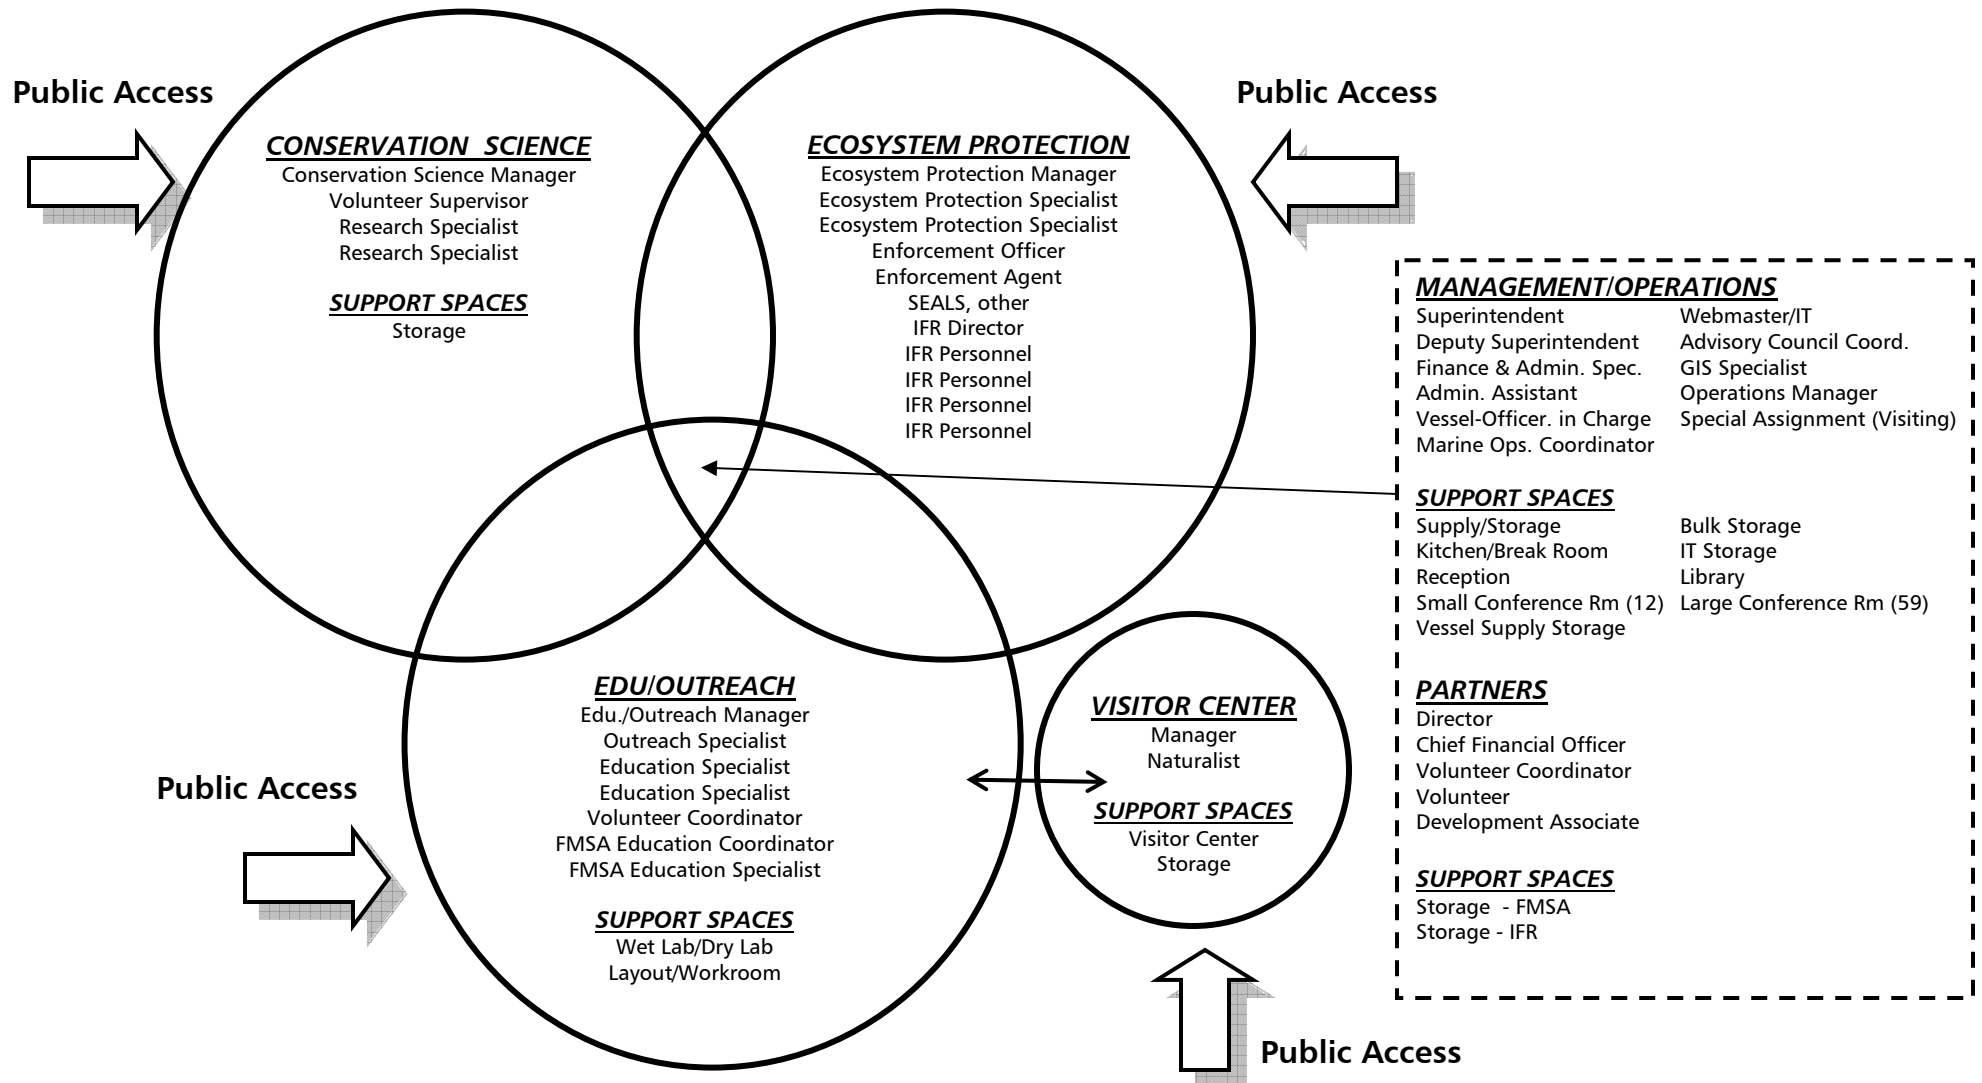 Public Access
CONSERVATION SCIENCE
Conservation Science Manager
Volunteer Supervisor
Research Specialist
Research Specialist
SUPPORT SPACES
Storage
ECOSYSTEM PROTECTION
Ecosystem Protection Manager
Ecosystem Protection Specialist
Ecosystem Protection Specialist
Enforcement Officer
Enforcement Agent
SEALS, other
IFR Director
IFR Personnel
IFR Personnel
IFR Personnel
IFR Personnel
Public Access
MANAGEMENT/OPERATIONS
Superintendent Webmaster/IT
Deputy Superintendent Advisory Council Coord.
Finance & Admin. Spec. GIS Specialist
Admin. Assistant Operations Manager
Vessel-Officer. in Charge Special Assignment (Visiting)
Marine Ops. Coordinator
SUPPORT SPACES
Supply/Storage Bulk Storage
Kitchen/Break Room IT Storage
Reception Library
Small Conference Rm (12) Large Conference Rm (59)
Vessel Supply Storage
PARTNERS
Director
Chief Financial Officer
Volunteer Coordinator
Volunteer
Development Associate
SUPPORT SPACES
Storage - FMSA
Storage - IFR
Public Access
EDU/OUTREACH
Edu./Outreach Manager
Outreach Specialist
Education Specialist
Education Specialist
Volunteer Coordinator
FMSA Education Coordinator
FMSA Education Specialist
SUPPORT SPACES
Wet Lab/Dry Lab
Layout/Workroom
VISITOR CENTER
Manager
Naturalist
SUPPORT SPACES
Visitor Center
Storage
Public Access